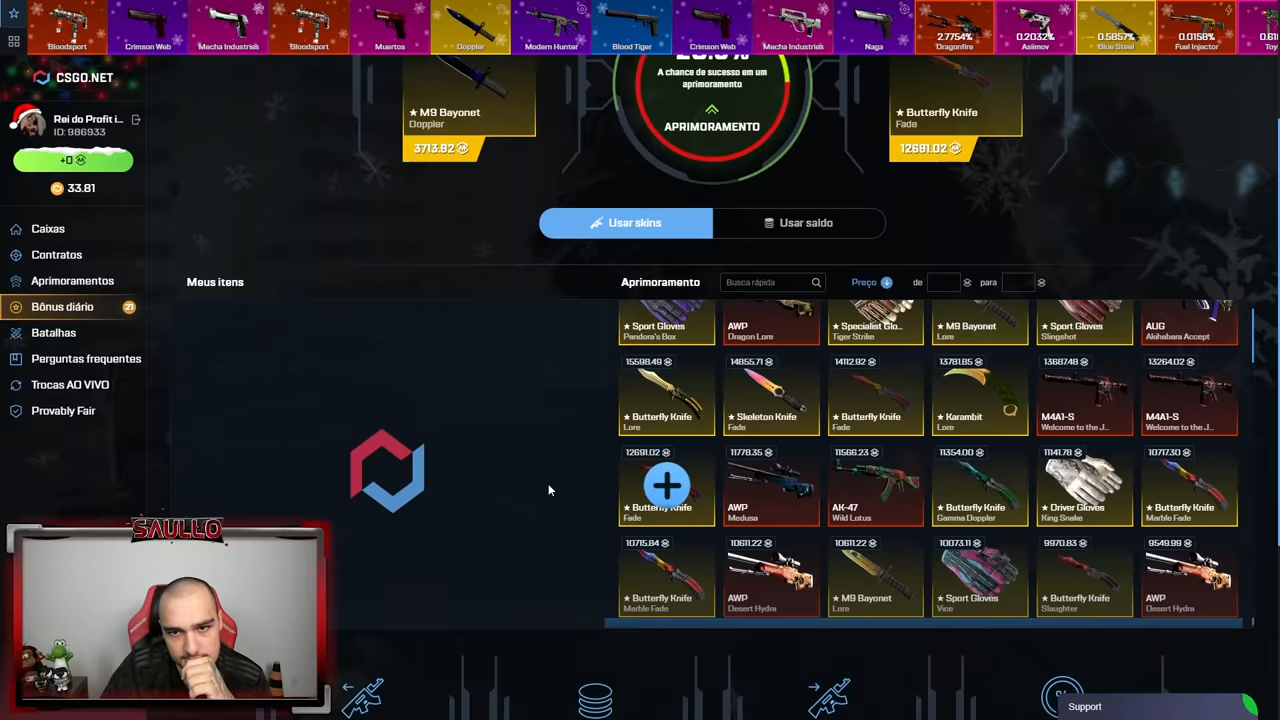 Bloodsport
Crimson Web
Mecha Industries
Bloodsport
Muertos
Doppler
Modern Hunter
Blood Tiger
Crimson Web
Mecha Industries
Naga
2.7754%
Dragonfire
0.2032%
Asiimov
0.5857%
Blue Steel
0.0158%
Fuel Injector
CSGO.NET
Rei do Profit i...
ID: 986933
+0
33.81
Caixas
Contratos
Aprimoramentos
Bônus diário
21
Batalhas
Perguntas frequentes
Trocas AO VIVO
Provably Fair
★ M9 Bayonet
Doppler
3713.92
A chance de sucesso em um
aprimoramento
APRIMORAMENTO
★ Butterfly Knife
Fade
12691.02
Usar skins
Usar saldo
Meus itens
Aprimoramento
Busca rápida
Preço
de
para
★ Sport Gloves
Pandora's Box
AWP
Dragon Lore
★ Specialist Glo...
Tiger Strike
★ M9 Bayonet
Lore
★ Sport Gloves
Slingshot
AUG
Akihabara Accept
15598.49
★ Butterfly Knife
Lore
14855.71
★ Skeleton Knife
Fade
14112.92
★ Butterfly Knife
Fade
13781.85
★ Karambit
Lore
13687.48
M4A1-S
Welcome to the J...
13264.02
M4A1-S
Welcome to the J...
12691.02
★ Butterfly Knife
Fade
11778.35
AWP
Medusa
11566.23
AK-47
Wild Lotus
11354.00
★ Butterfly Knife
Gamma Doppler
11141.78
★ Driver Gloves
King Snake
10717.30
★ Butterfly Knife
Marble Fade
10715.84
★ Butterfly Knife
Marble Fade
10611.22
AWP
Desert Hydra
10611.22
★ M9 Bayonet
Lore
10073.11
★ Sport Gloves
Vice
9970.83
★ Butterfly Knife
Slaughter
9549.99
AWP
Desert Hydra
SAULLO
Support